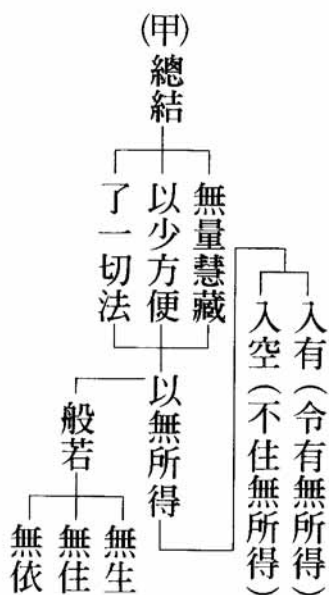 (甲)總結
無量慧藏
以少方便
了一切法
以無所得
入有(令有無所得)
入空(不住無所得)
般若
無生
無住
無依